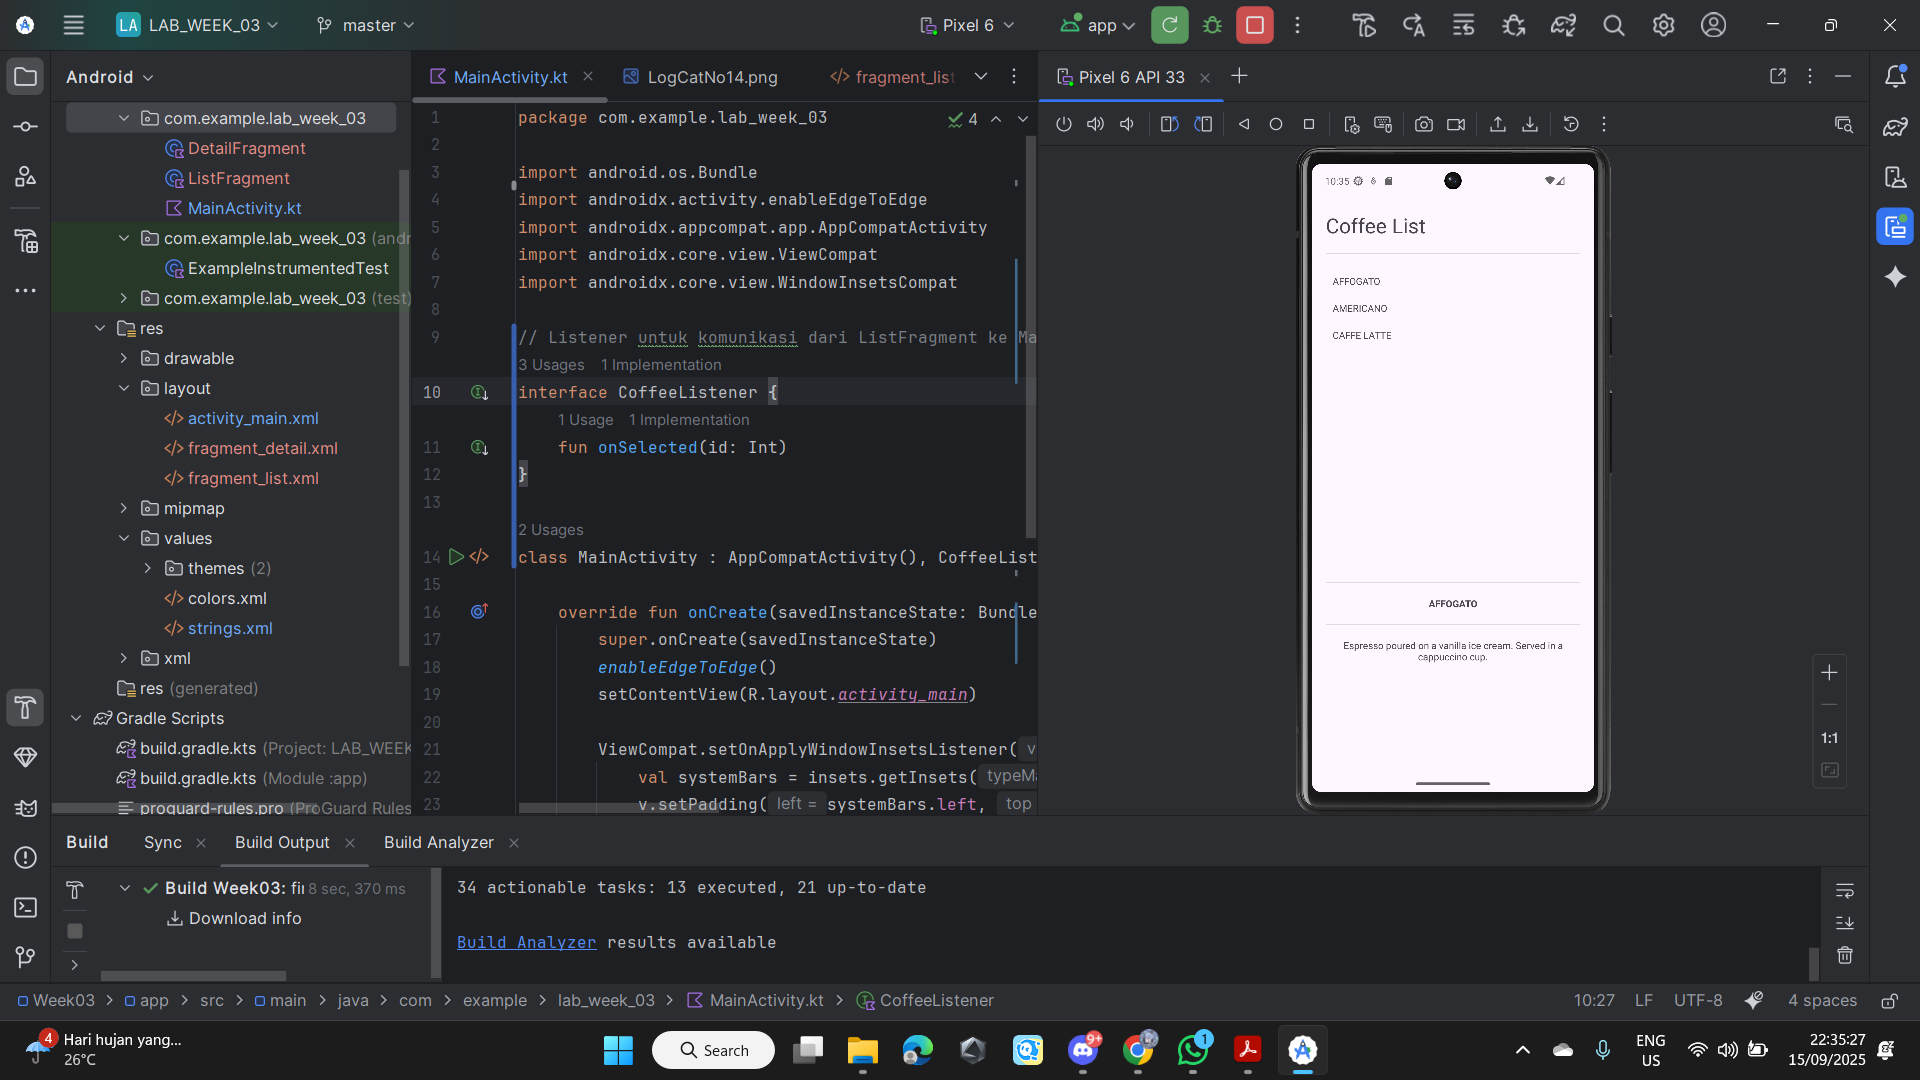 LA LAB_WEEK_03 master Pixel 6 app
Android
com.example.lab_week_03
DetailFragment
ListFragment
MainActivity.kt
com.example.lab_week_03 (andr
ExampleInstrumentedTest
com.example.lab_week_03 (test)
res
drawable
layout
activity_main.xml
fragment_detail.xml
fragment_list.xml
mipmap
values
themes (2)
colors.xml
strings.xml
xml
res (generated)
Gradle Scripts
build.gradle.kts (Project: LAB_WEEK
build.gradle.kts (Module :app)
proguard-rules.pro (ProGuard Rules
MainActivity.kt LogCatNo14.png fragment_list
4
1 package com.example.lab_week_03
2
3 import android.os.Bundle
4 import androidx.activity.enableEdgeToEdge
5 import androidx.appcompat.app.AppCompatActivity
6 import androidx.core.view.ViewCompat
7 import androidx.core.view.WindowInsetsCompat
8
9 // Listener untuk komunikasi dari ListFragment ke Ma
3 Usages 1 Implementation
10 interface CoffeeListener {
1 Usage 1 Implementation
11 fun onSelected(id: Int)
12 }
13
2 Usages
14 class MainActivity : AppCompatActivity(), CoffeeList
15
16 override fun onCreate(savedInstanceState: Bundle
17 super.onCreate(savedInstanceState)
18 enableEdgeToEdge()
19 setContentView(R.layout.activity_main)
20
21 ViewCompat.setOnApplyWindowInsetsListener( v
22 val systemBars = insets.getInsets( typeMa
23 v.setPadding( left = systemBars.left, top
Pixel 6 API 33
10:35
Coffee List
AFFOGATO
AMERICANO
CAFFE LATTE
AFFOGATO
Espresso poured on a vanilla ice cream. Served in a
cappuccino cup.
1:1
Build Sync Build Output Build Analyzer
Build Week03: fir 8 sec, 370 ms
Download info
34 actionable tasks: 13 executed, 21 up-to-date
Build Analyzer results available
Week03 > app > src > main > java > com > example > lab_week_03 > MainActivity.kt > CoffeeListener
10:27 LF UTF-8 4 spaces
4
Hari hujan yang...
26°C
Search
9+
1
ENG
US
22:35:27
15/09/2025